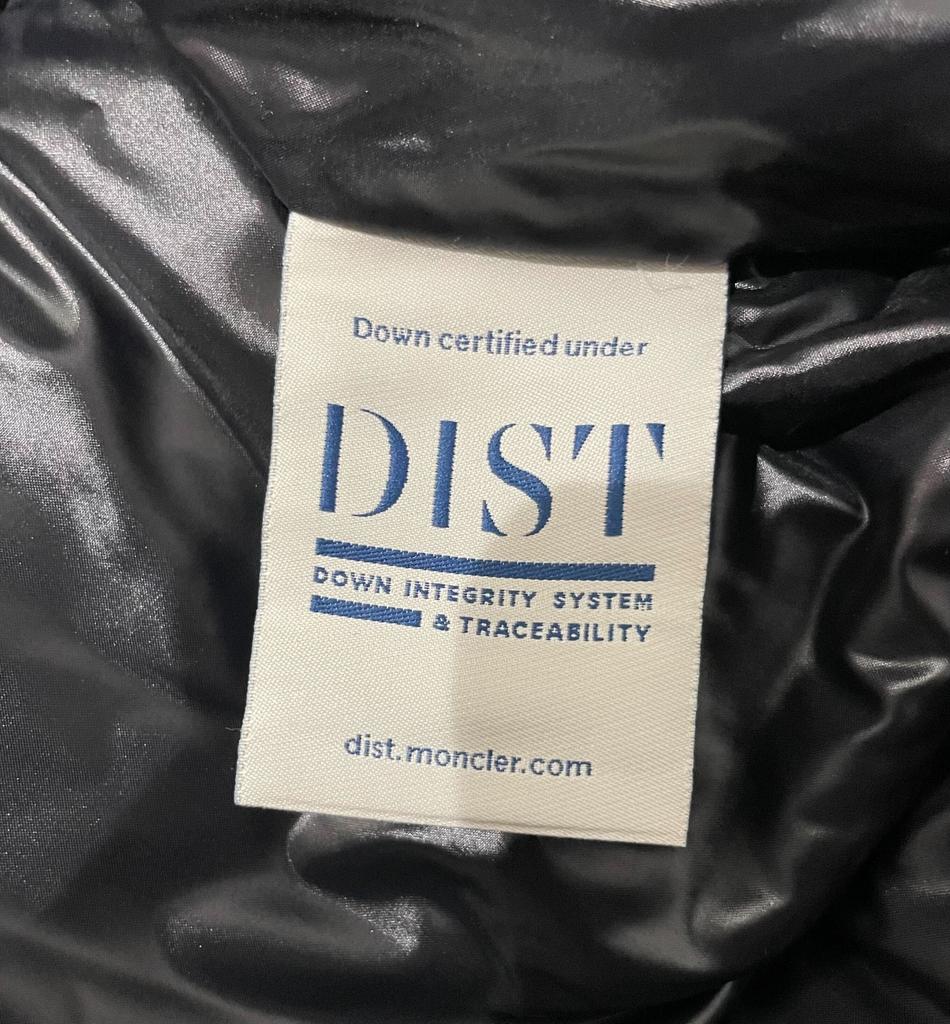 Down certified under
DIST
DOWN INTEGRITY SYSTEM
& TRACEABILITY
dist.moncler.com